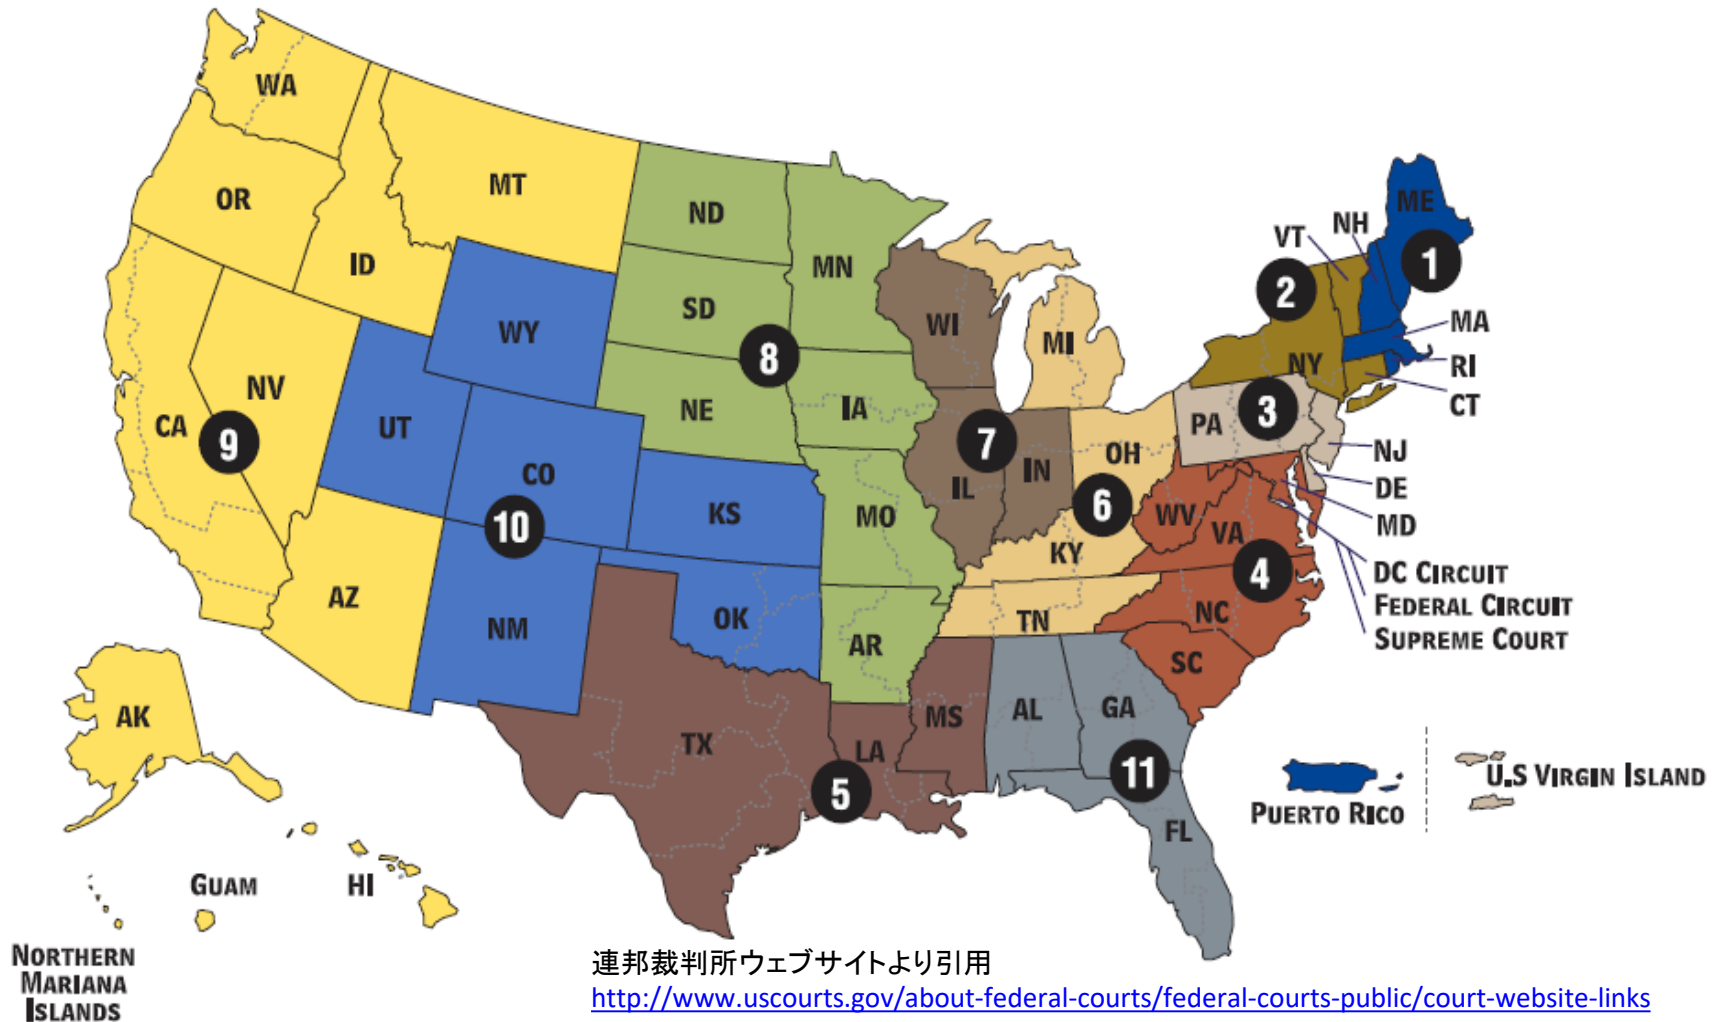 WA
OR
MT
ID
ND
MN
SD
WY
NE
IA
NV
CA
UT
CO
KS
MO
AZ
NM
OK
AR
TX
LA
MS
AL
GA
FL
WI
MI
IL
IN
OH
KY
TN
WV
VA
NC
SC
PA
NY
VT
NH
ME
MA
RI
CT
NJ
DE
MD
DC CIRCUIT
FEDERAL CIRCUIT
SUPREME COURT
1
2
3
4
5
6
7
8
9
10
11
AK
HI
GUAM
NORTHERN
MARIANA
ISLANDS
PUERTO RICO
U.S VIRGIN ISLAND
連邦裁判所ウェブサイトより引用
http://www.uscourts.gov/about-federal-courts/federal-courts-public/court-website-links